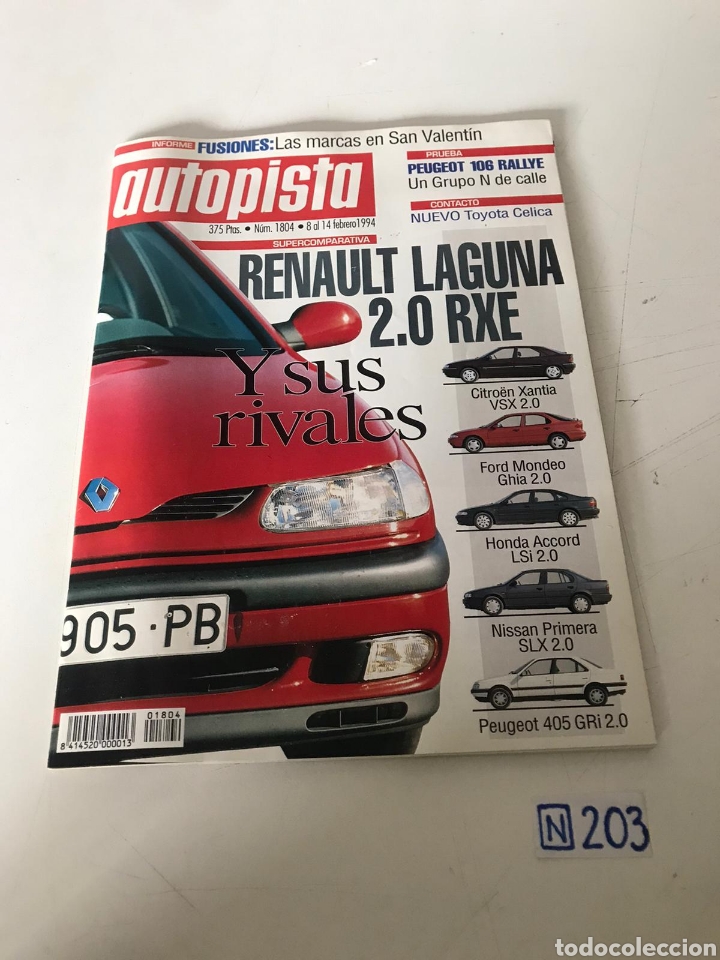 INFORME FUSIONES: Las marcas en San Valentín
autopista
375 Ptas. • Núm. 1804 • 8 al 14 febrero 1994
PRUEBA
PEUGEOT 106 RALLYE
Un Grupo N de calle
CONTACTO
NUEVO Toyota Celica
SUPERCOMPARATIVA
RENAULT LAGUNA
2.0 RXE
Y sus
rivales
Citroën Xantia
VSX 2.0
Ford Mondeo
Ghia 2.0
Honda Accord
LSi 2.0
Nissan Primera
SLX 2.0
Peugeot 405 GRi 2.0
905·PB
01804
8 414520 000013
N 203
todocoleccion